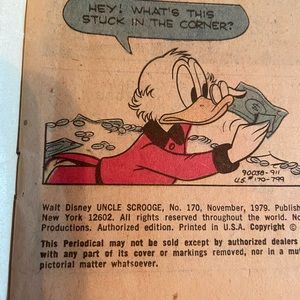 HEY! WHAT'S THIS
STUCK IN THE CORNER?
90038-911
U.S. #170-799
Walt Disney UNCLE SCROOGE, No. 170, November, 1979. Publish
New York 12602. All rights reserved throughout the world. No
Productions. Authorized edition. Printed in U.S.A. Copyright ©
This Periodical may not be sold except by authorized dealers
with any part of its cover or markings removed, nor in a mu
pictorial matter whatsoever.